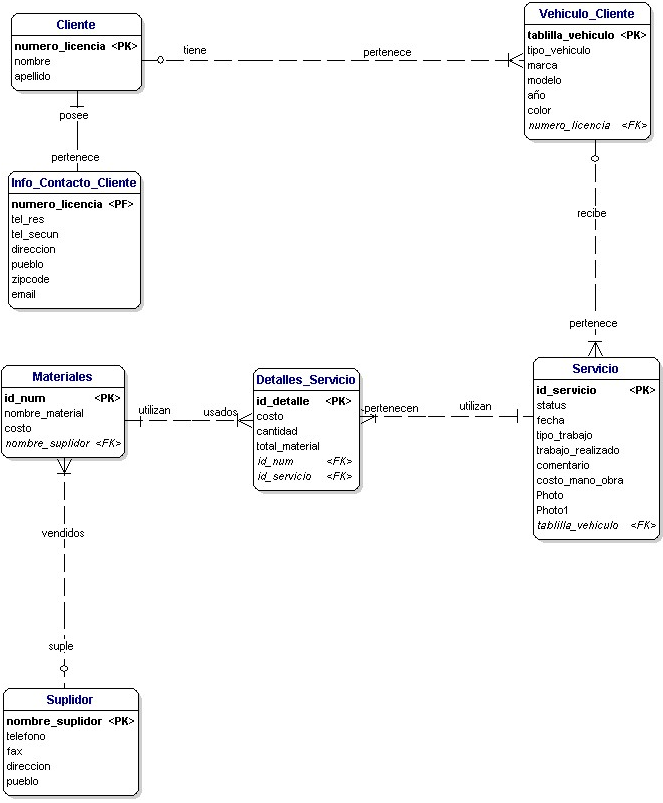 Cliente
numero_licencia <PK>
nombre
apellido
tiene
pertenece
Vehiculo_Cliente
tablilla_vehiculo <PK>
tipo_vehiculo
marca
modelo
año
color
numero_licencia <FK>
posee
pertenece
Info_Contacto_Cliente
numero_licencia <PF>
tel_res
tel_secun
direccion
pueblo
zipcode
email
recibe
pertenece
Materiales
id_num <PK>
nombre_material
costo
nombre_suplidor <FK>
utilizan
usados
Detalles_Servicio
id_detalle <PK>
costo
cantidad
total_material
id_num <FK>
id_servicio <FK>
pertenecen
utilizan
Servicio
id_servicio <PK>
status
fecha
tipo_trabajo
trabajo_realizado
comentario
costo_mano_obra
Photo
Photo1
tablilla_vehiculo <FK>
vendidos
suple
Suplidor
nombre_suplidor <PK>
telefono
fax
direccion
pueblo